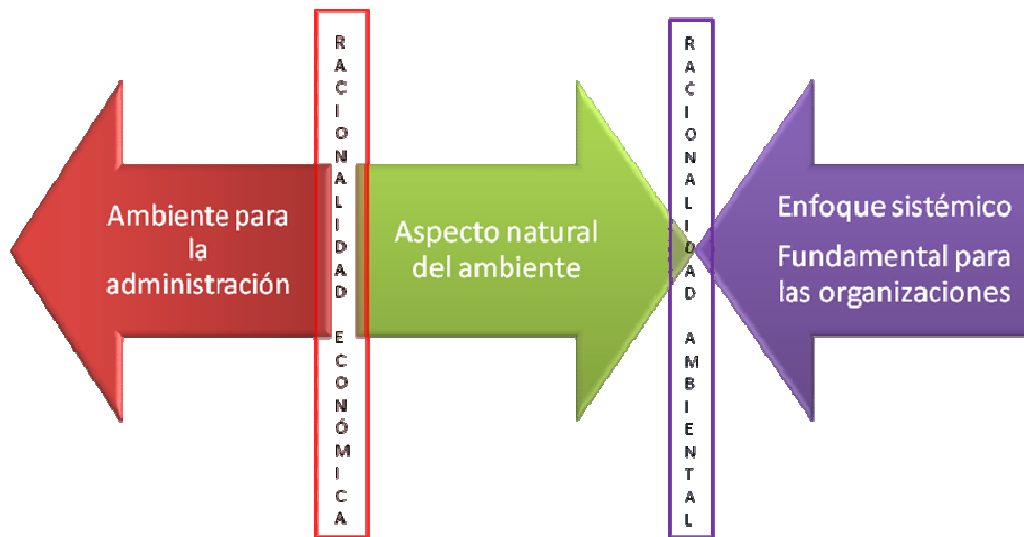 Ambiente para
la
administración
RACIONALIDAD ECONÓMICA
Aspecto natural
del ambiente
RACIONALIDAD AMBIENTAL
Enfoque sistémico
Fundamental para
las organizaciones